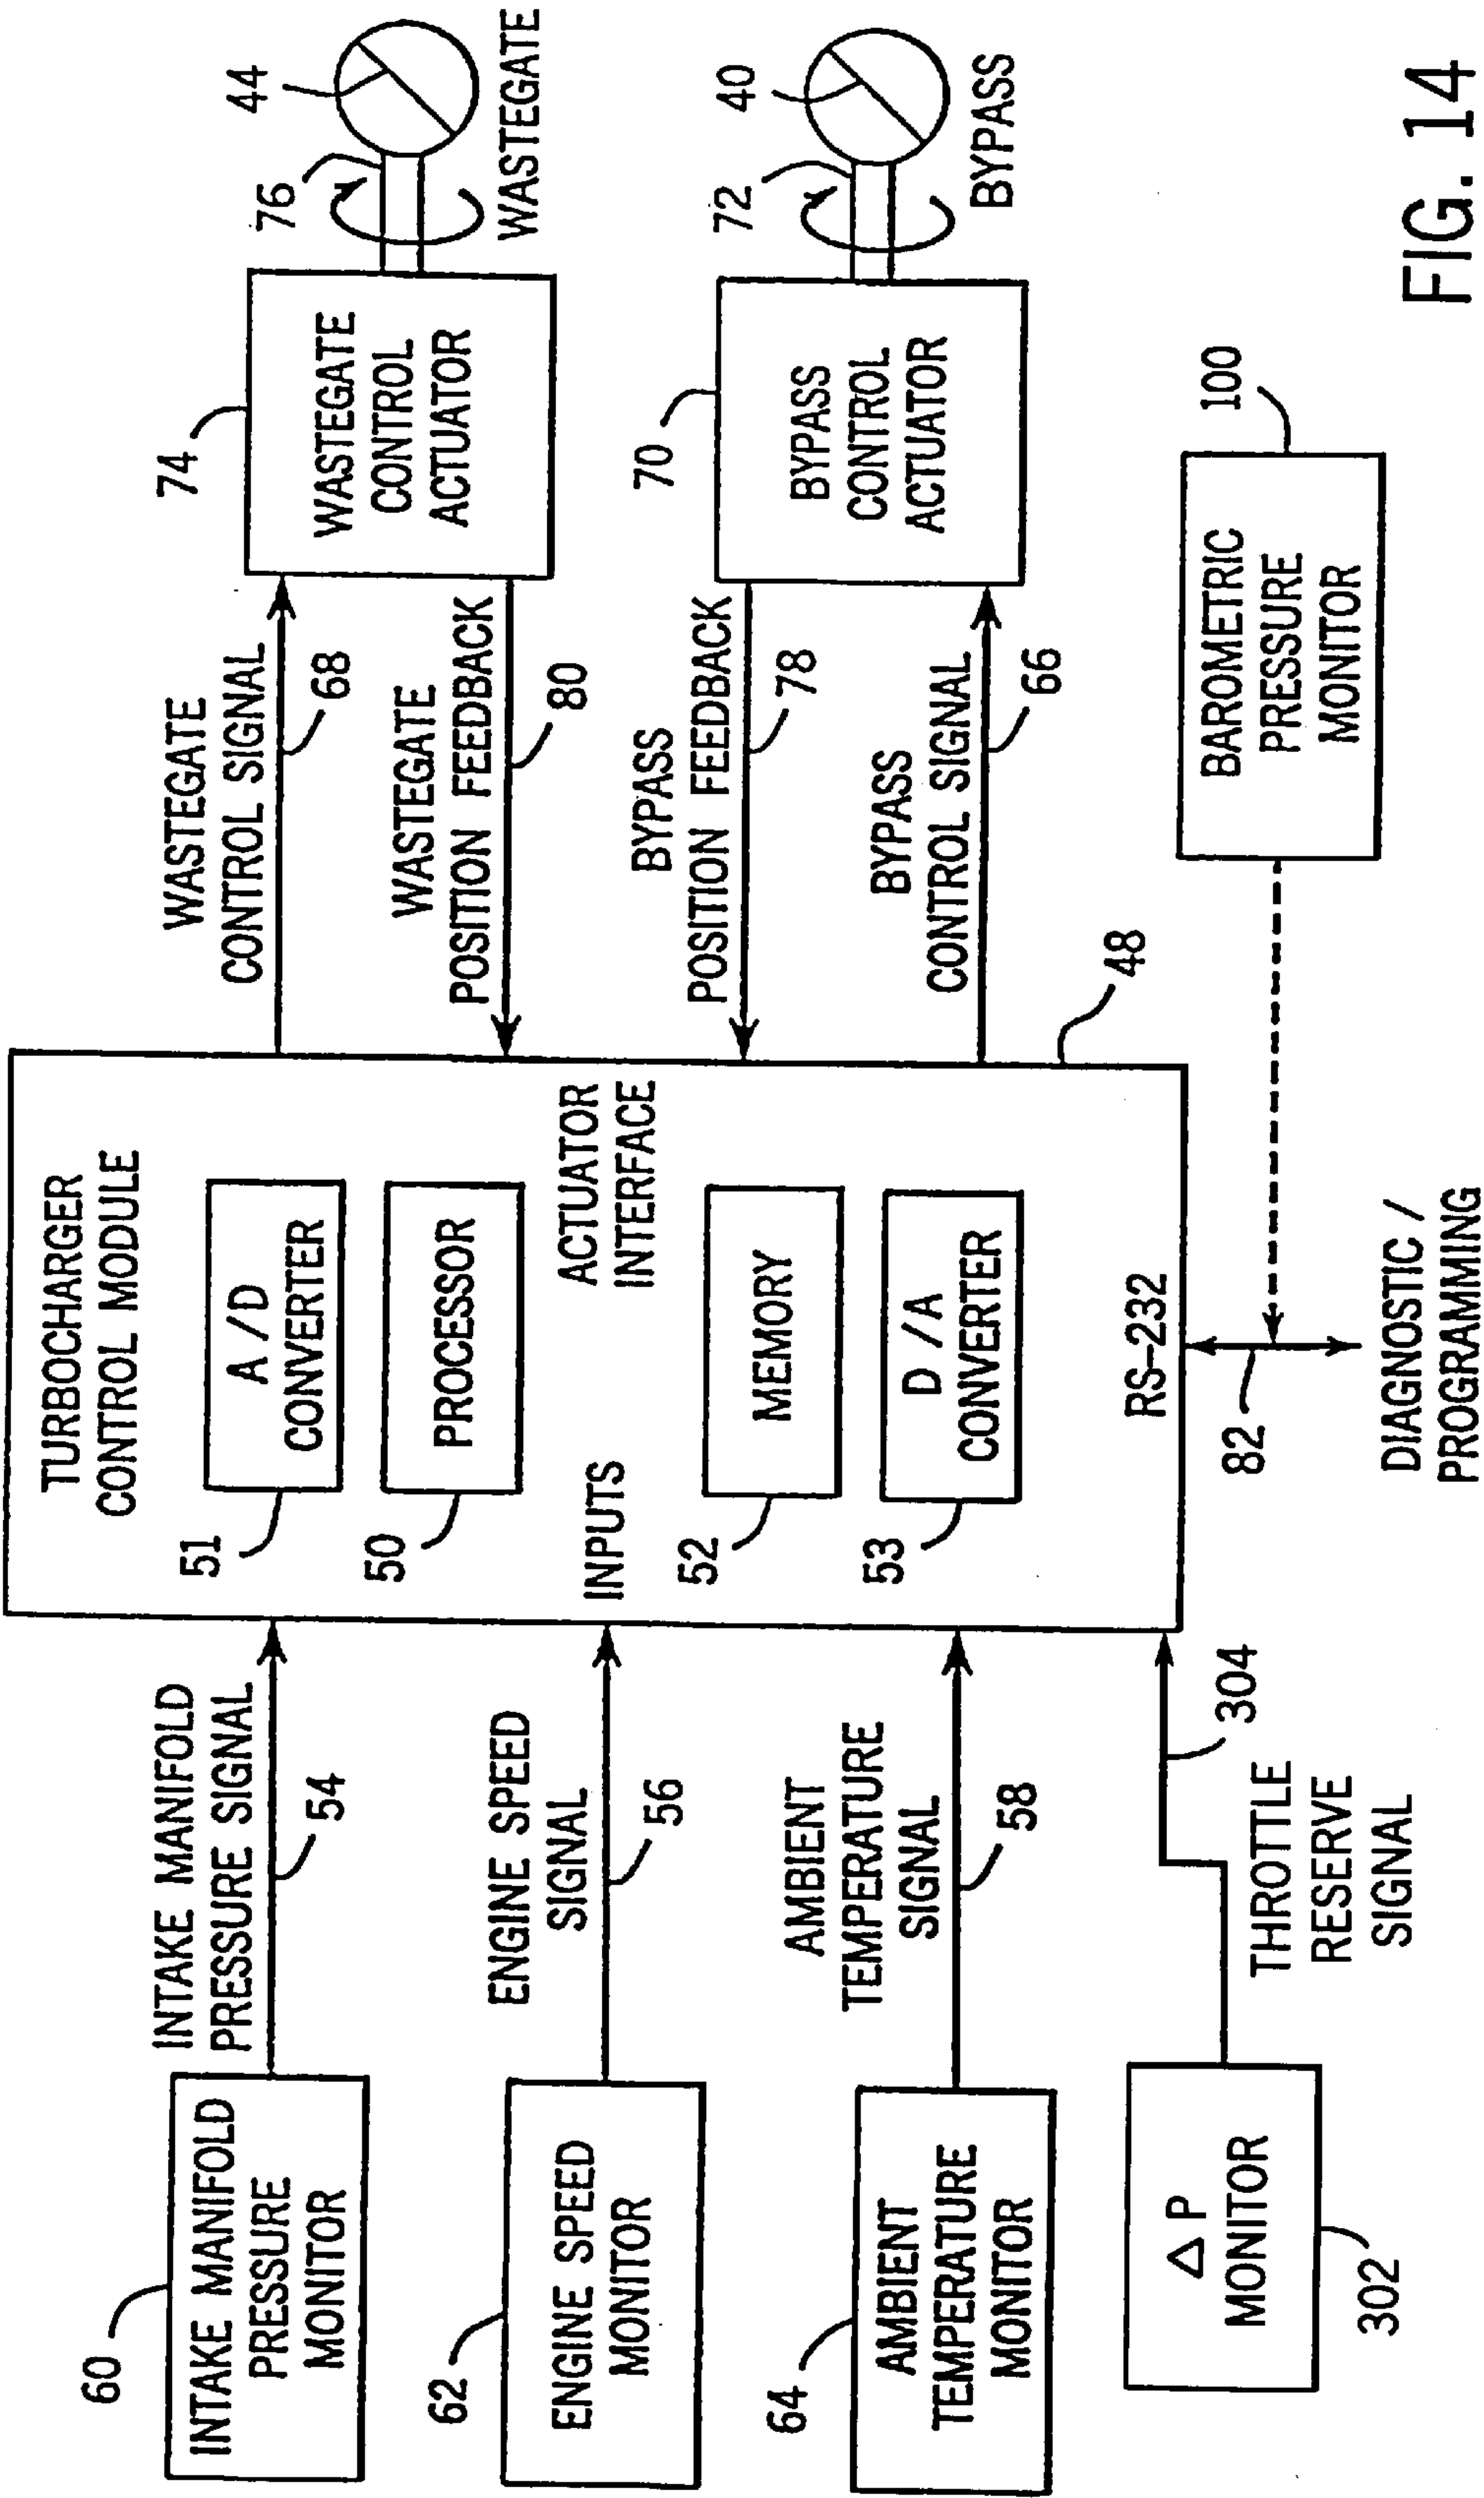 60
INTAKE MANIFOLD
PRESSURE
MONITOR
INTAKE MANIFOLD
PRESSURE SIGNAL
54
62
ENGINE SPEED
MONITOR
ENGINE SPEED
SIGNAL
56
64
AMBIENT
TEMPERATURE
MONITOR
AMBIENT
TEMPERATURE
SIGNAL
58
△P
MONITOR
302
THROTTLE
RESERVE
SIGNAL
304
TURBOCHARGER
CONTROL MODULE
51
A/D
CONVERTER
50
PROCESSOR
INPUTS
ACTUATOR
INTERFACE
52
MEMORY
53
D/A
CONVERTER
RS-232
48
82
DIAGNOSTIC/
PROGRAMING
WASTEGATE
CONTROL SIGNAL
68
WASTEGATE
POSITION FEEDBACK
80
BYPASS
POSITION FEEDBACK
78
BYPASS
CONTROL SIGNAL
66
74
WASTEGATE
CONTROL
ACTUATOR
76
44
WASTEGATE
70
BYPASS
CONTROL
ACTUATOR
72
40
BYPASS
BAROMETRIC
PRESSURE
MONITOR
100
FIG. 14